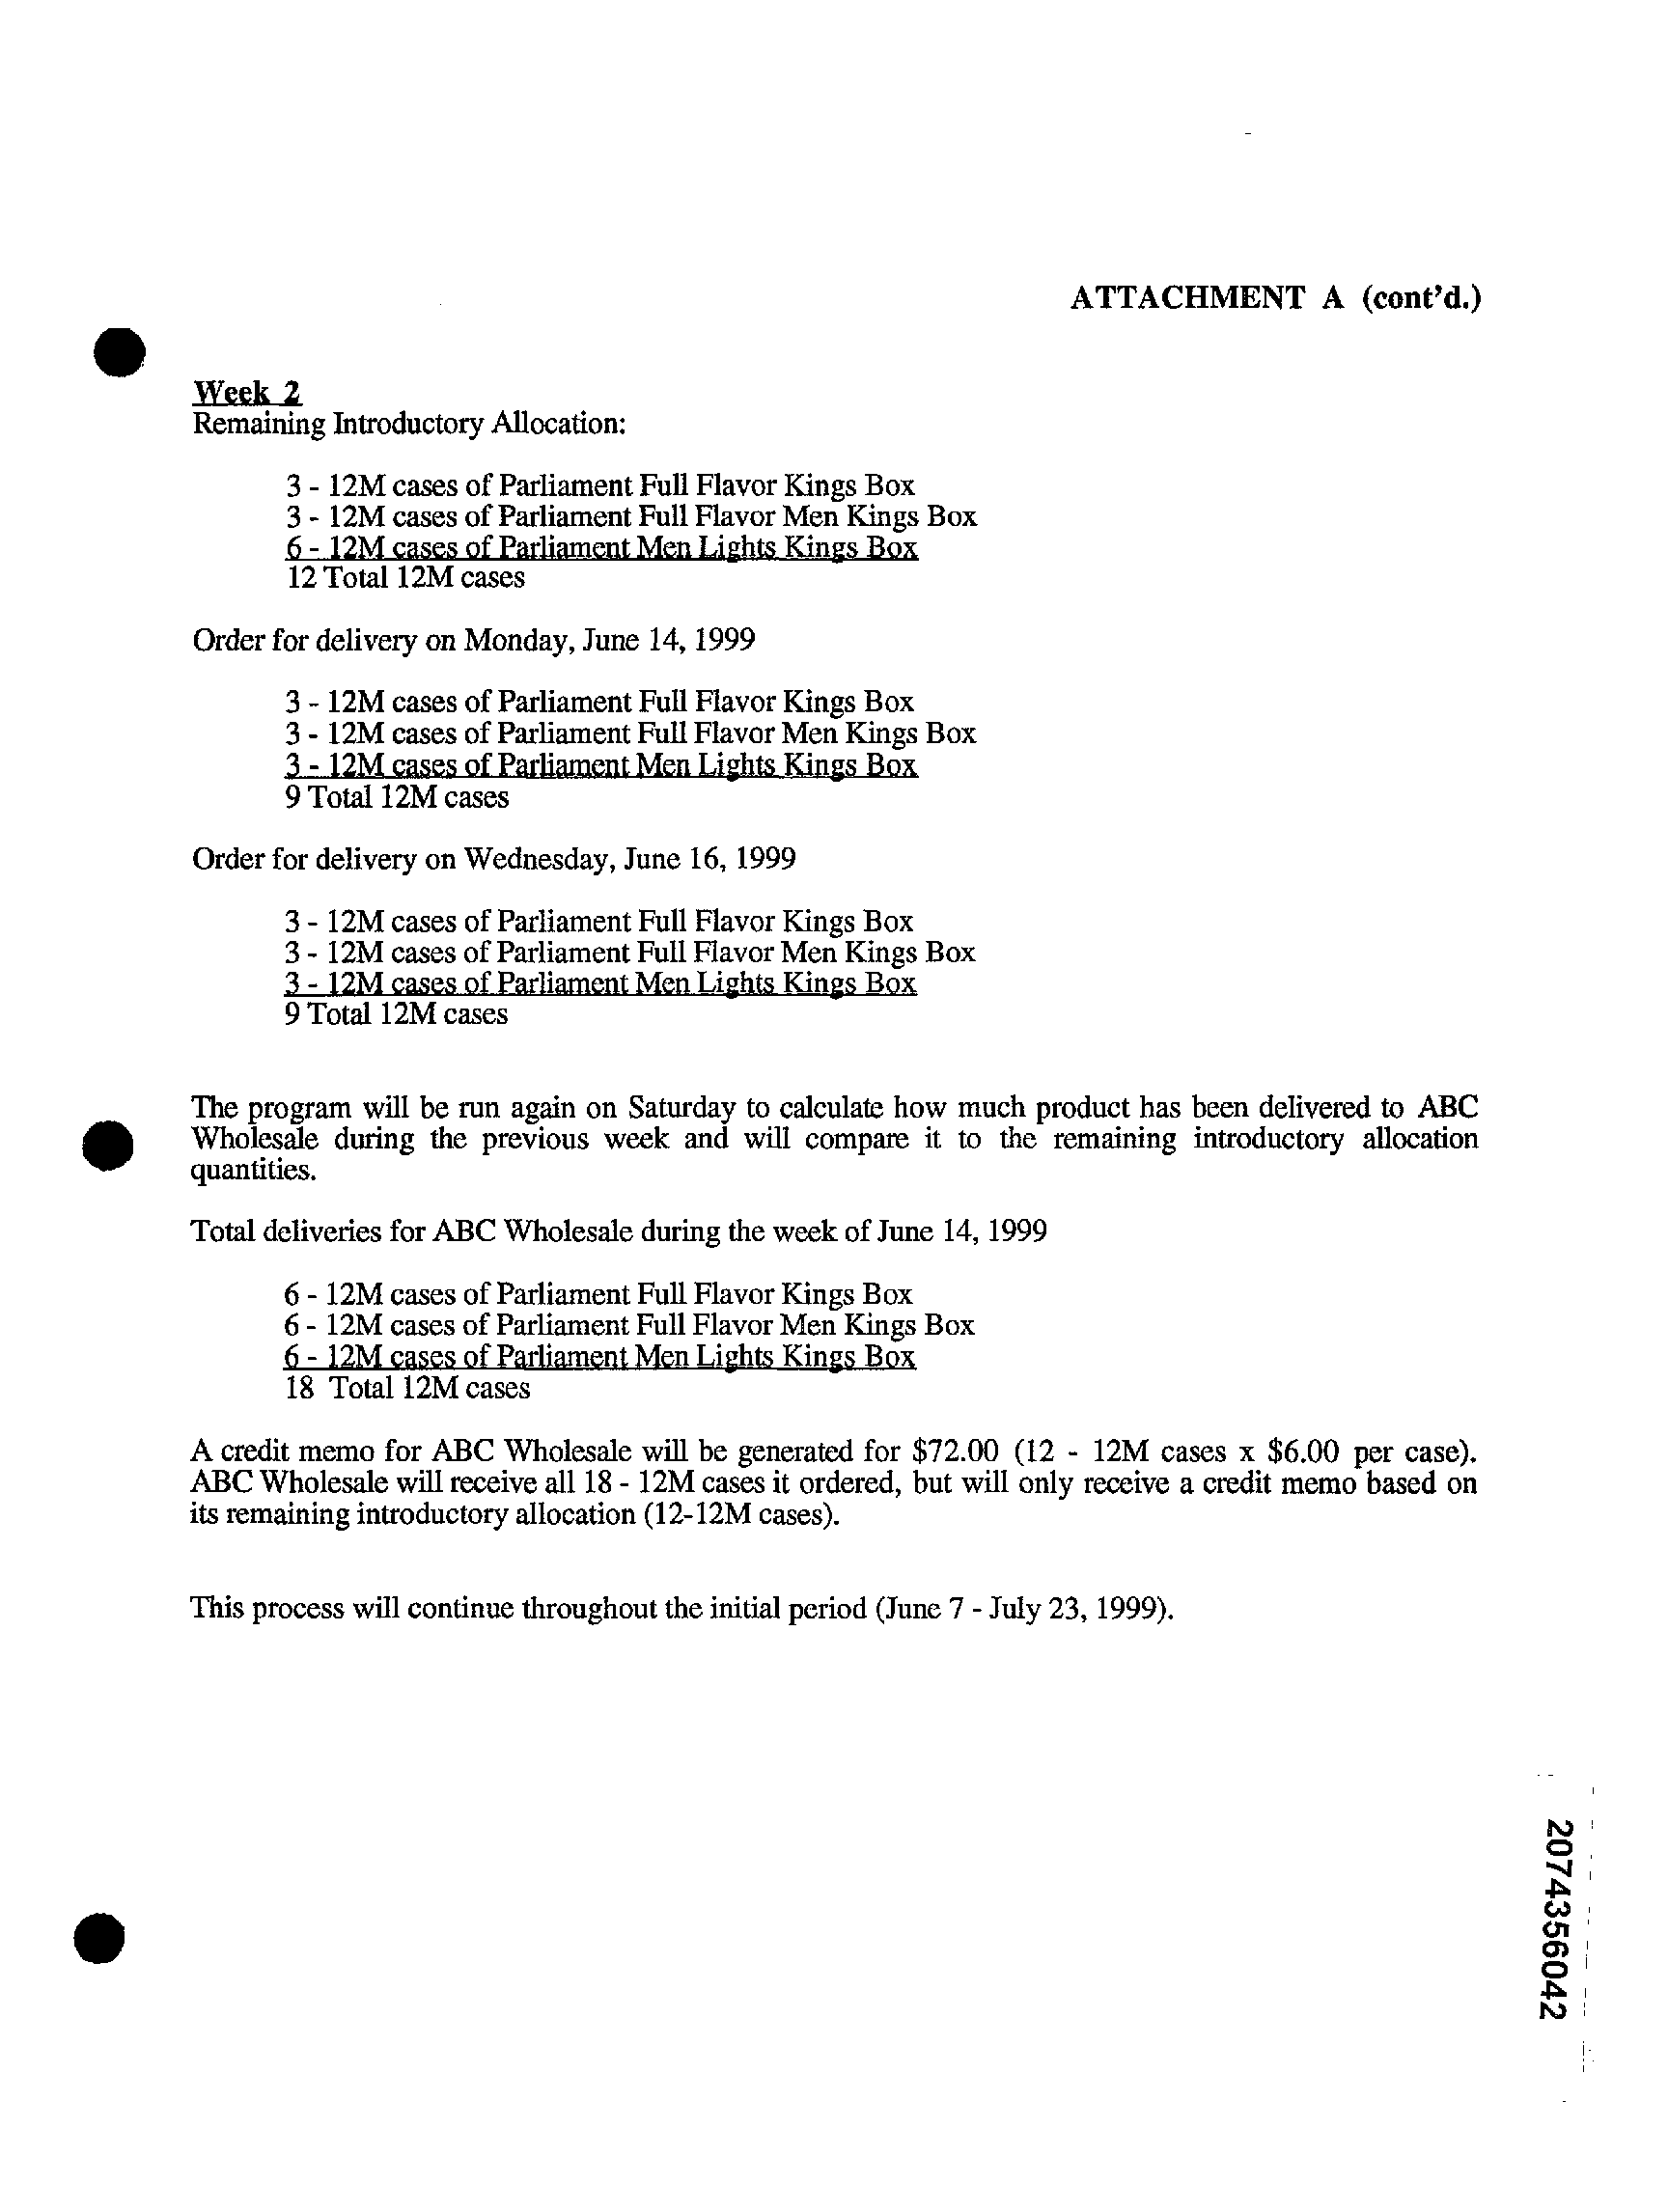 ATTACHMENT A (cont'd.)
Week 2
Remaining Introductory Allocation:
3 - 12M cases of Parliament Full Flavor Kings Box
3 - 12M cases of Parliament Full Flavor Men Kings Box
6 - 12M cases of Parliament Men Lights Kings Box
12 Total 12M cases
Order for delivery on Monday, June 14, 1999
3 - 12M cases of Parliament Full Flavor Kings Box
3 - 12M cases of Parliament Full Flavor Men Kings Box
3 - 12M cases of Parliament Men Lights Kings Box
9 Total 12M cases
Order for delivery on Wednesday, June 16, 1999
3 - 12M cases of Parliament Full Flavor Kings Box
3 - 12M cases of Parliament Full Flavor Men Kings Box
3 - 12M cases of Parliament Men Lights Kings Box
9 Total 12M cases
The program will be run again on Saturday to calculate how much product has been delivered to ABC
Wholesale during the previous week and will compare it to the remaining introductory allocation
quantities.
Total deliveries for ABC Wholesale during the week of June 14, 1999
6 - 12M cases of Parliament Full Flavor Kings Box
6 - 12M cases of Parliament Full Flavor Men Kings Box
6 - 12M cases of Parliament Men Lights Kings Box
18 Total 12M cases
A credit memo for ABC Wholesale will be generated for $72.00 (12 - 12M cases x $6.00 per case).
ABC Wholesale will receive all 18 - 12M cases it ordered, but will only receive a credit memo based on
its remaining introductory allocation (12-12M cases).
This process will continue throughout the initial period (June 7 - July 23, 1999).
2074356042